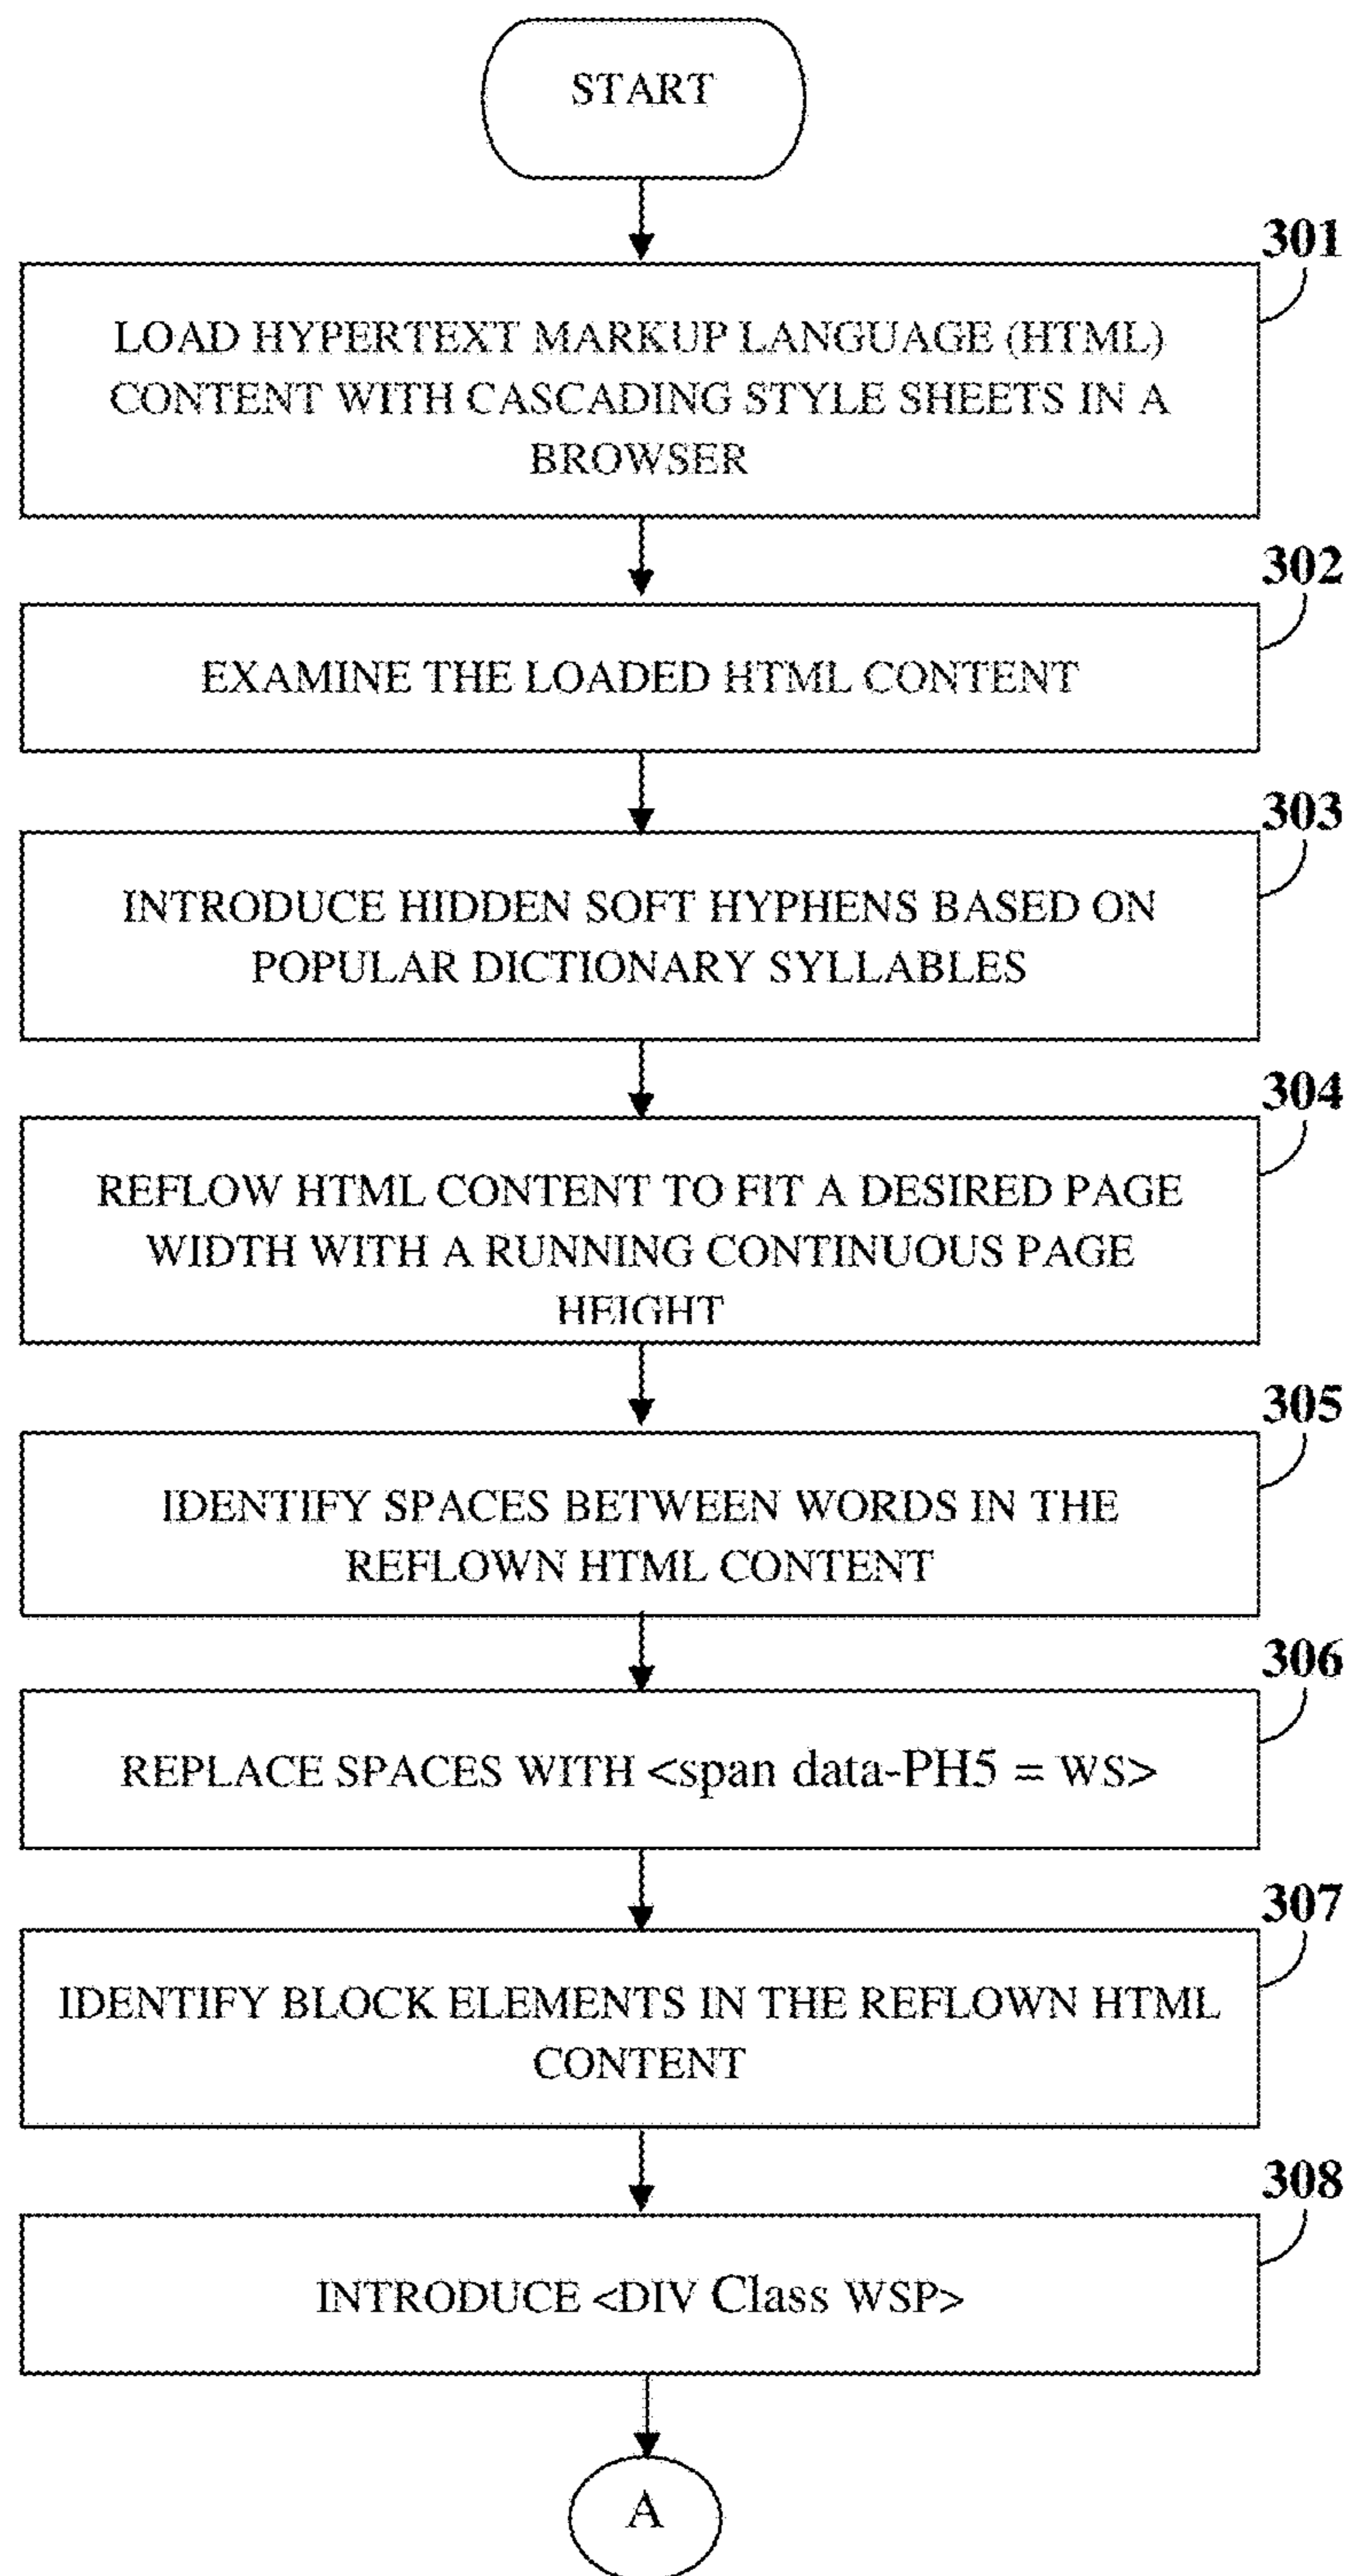 START
301
LOAD HYPERTEXT MARKUP LANGUAGE (HTML)
CONTENT WITH CASCADING STYLE SHEETS IN A
BROWSER
302
EXAMINE THE LOADED HTML CONTENT
303
INTRODUCE HIDDEN SOFT HYPHENS BASED ON
POPULAR DICTIONARY SYLLABLES
304
REFLOW HTML CONTENT TO FIT A DESIRED PAGE
WIDTH WITH A RUNNING CONTINUOUS PAGE
HEIGHT
305
IDENTIFY SPACES BETWEEN WORDS IN THE
REFLOWN HTML CONTENT
306
REPLACE SPACES WITH <span data-PH5 = WS>
307
IDENTIFY BLOCK ELEMENTS IN THE REFLOWN HTML
CONTENT
308
INTRODUCE <DIV Class WSP>
A